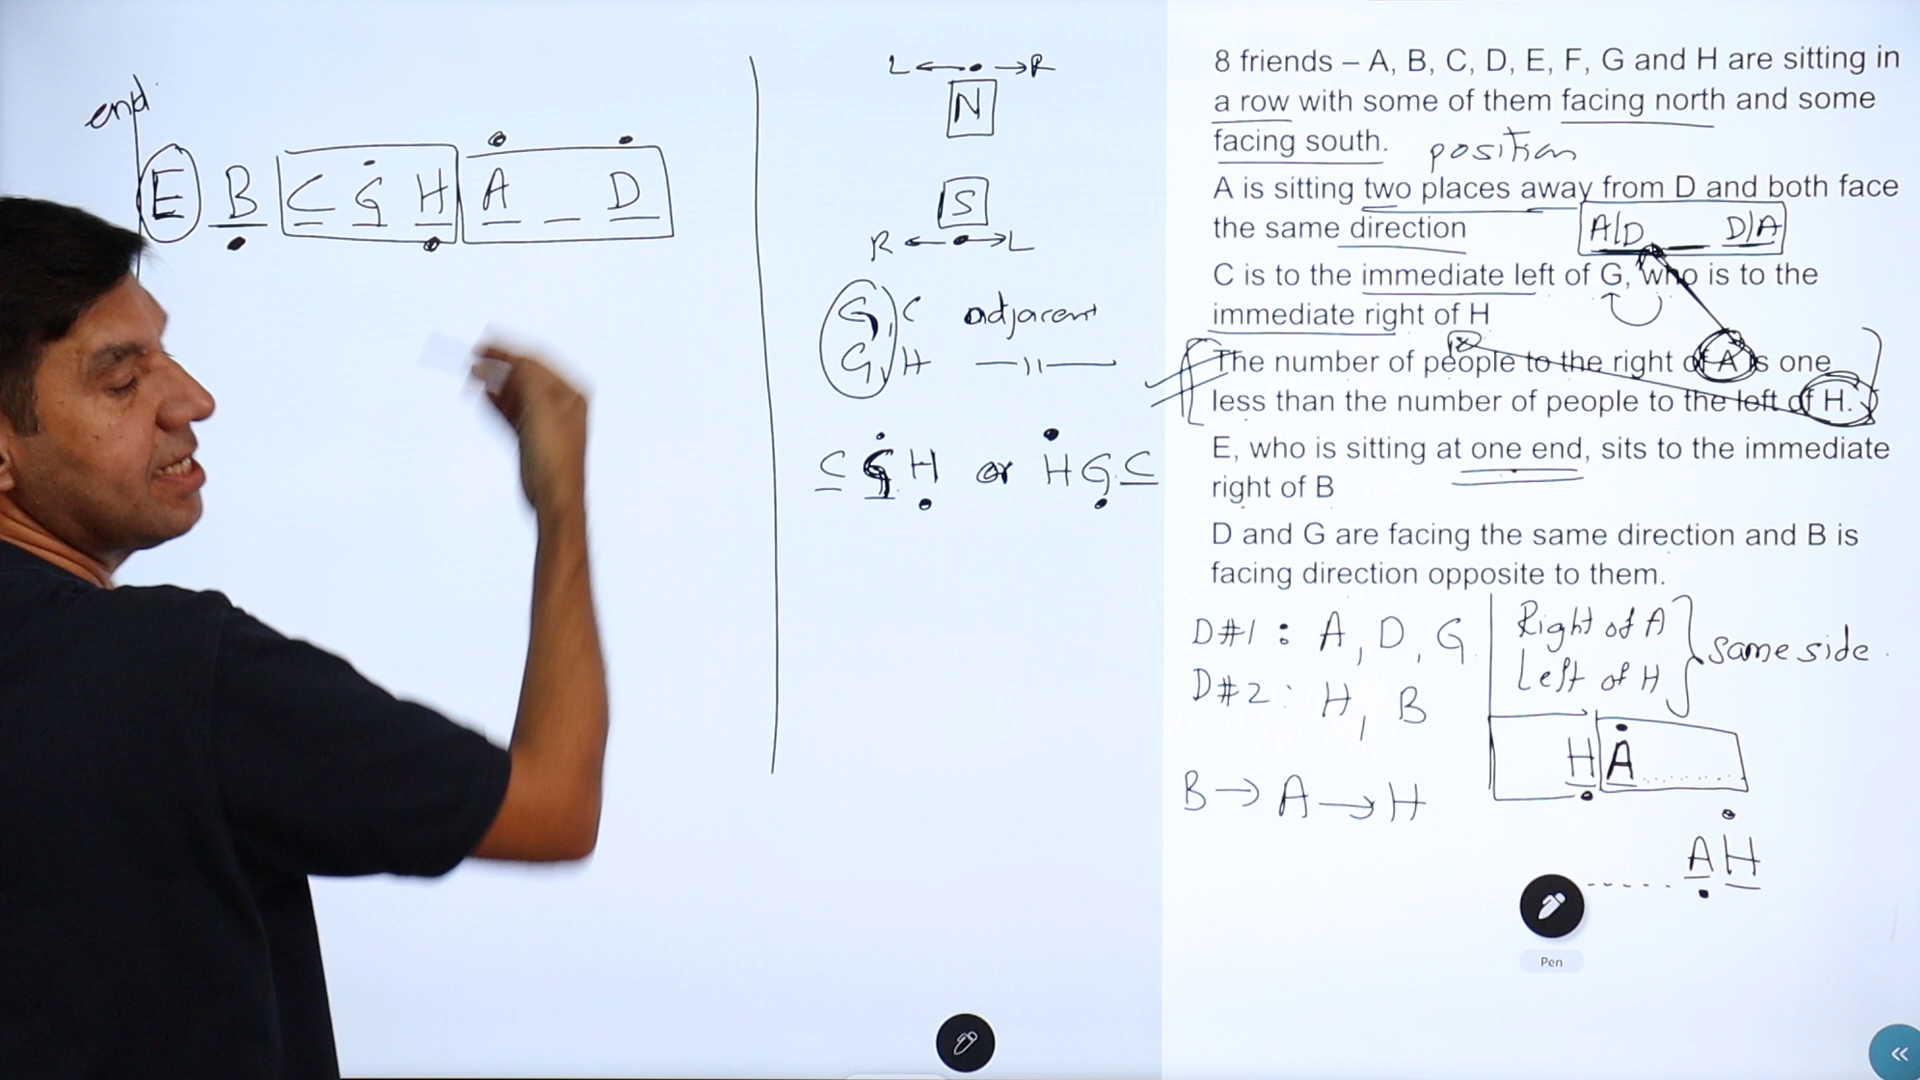 end
E B C G H A _ D
L ← • → R
N
S
R ← • → L
G, C adjacent
G, H —〃—
C G H or H G C
8 friends – A, B, C, D, E, F, G and H are sitting in
a row with some of them facing north and some
facing south. position
A is sitting two places away from D and both face
the same direction A/D __ D/A
C is to the immediate left of G, who is to the
immediate right of H
The number of people to the right of A is one
less than the number of people to the left of H.
E, who is sitting at one end, sits to the immediate
right of B
D and G are facing the same direction and B is
facing direction opposite to them.
D#1 : A, D, G
D#2 : H, B
B → A → H
Right of A
Left of H
same side.
H A
A H
Pen